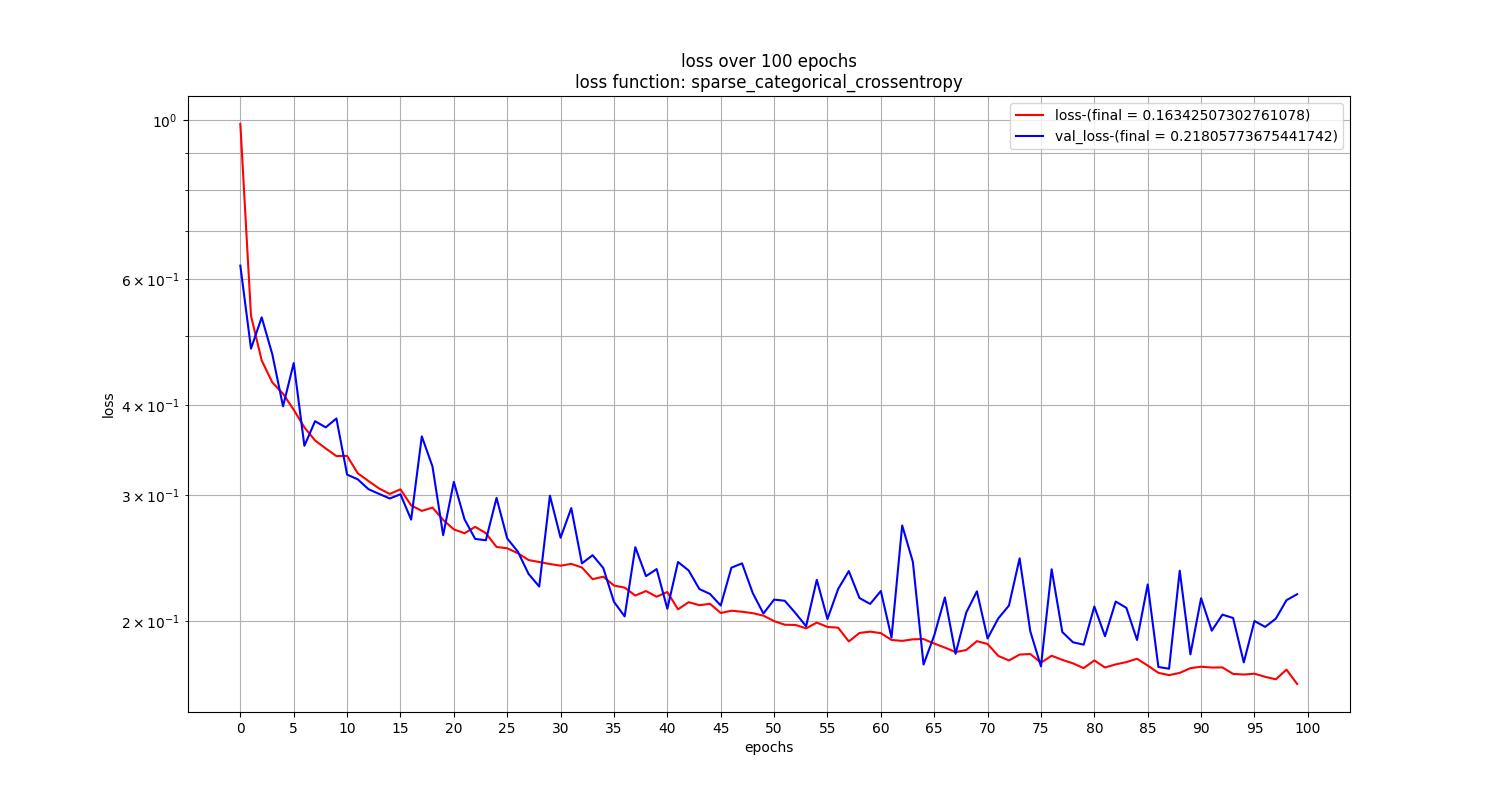 loss over 100 epochs
loss function: sparse_categorical_crossentropy
loss-(final = 0.16342507302761078)
val_loss-(final = 0.21805773675441742)
10⁰
6 × 10⁻¹
4 × 10⁻¹
3 × 10⁻¹
2 × 10⁻¹
loss
0 5 10 15 20 25 30 35 40 45 50 55 60 65 70 75 80 85 90 95 100
epochs